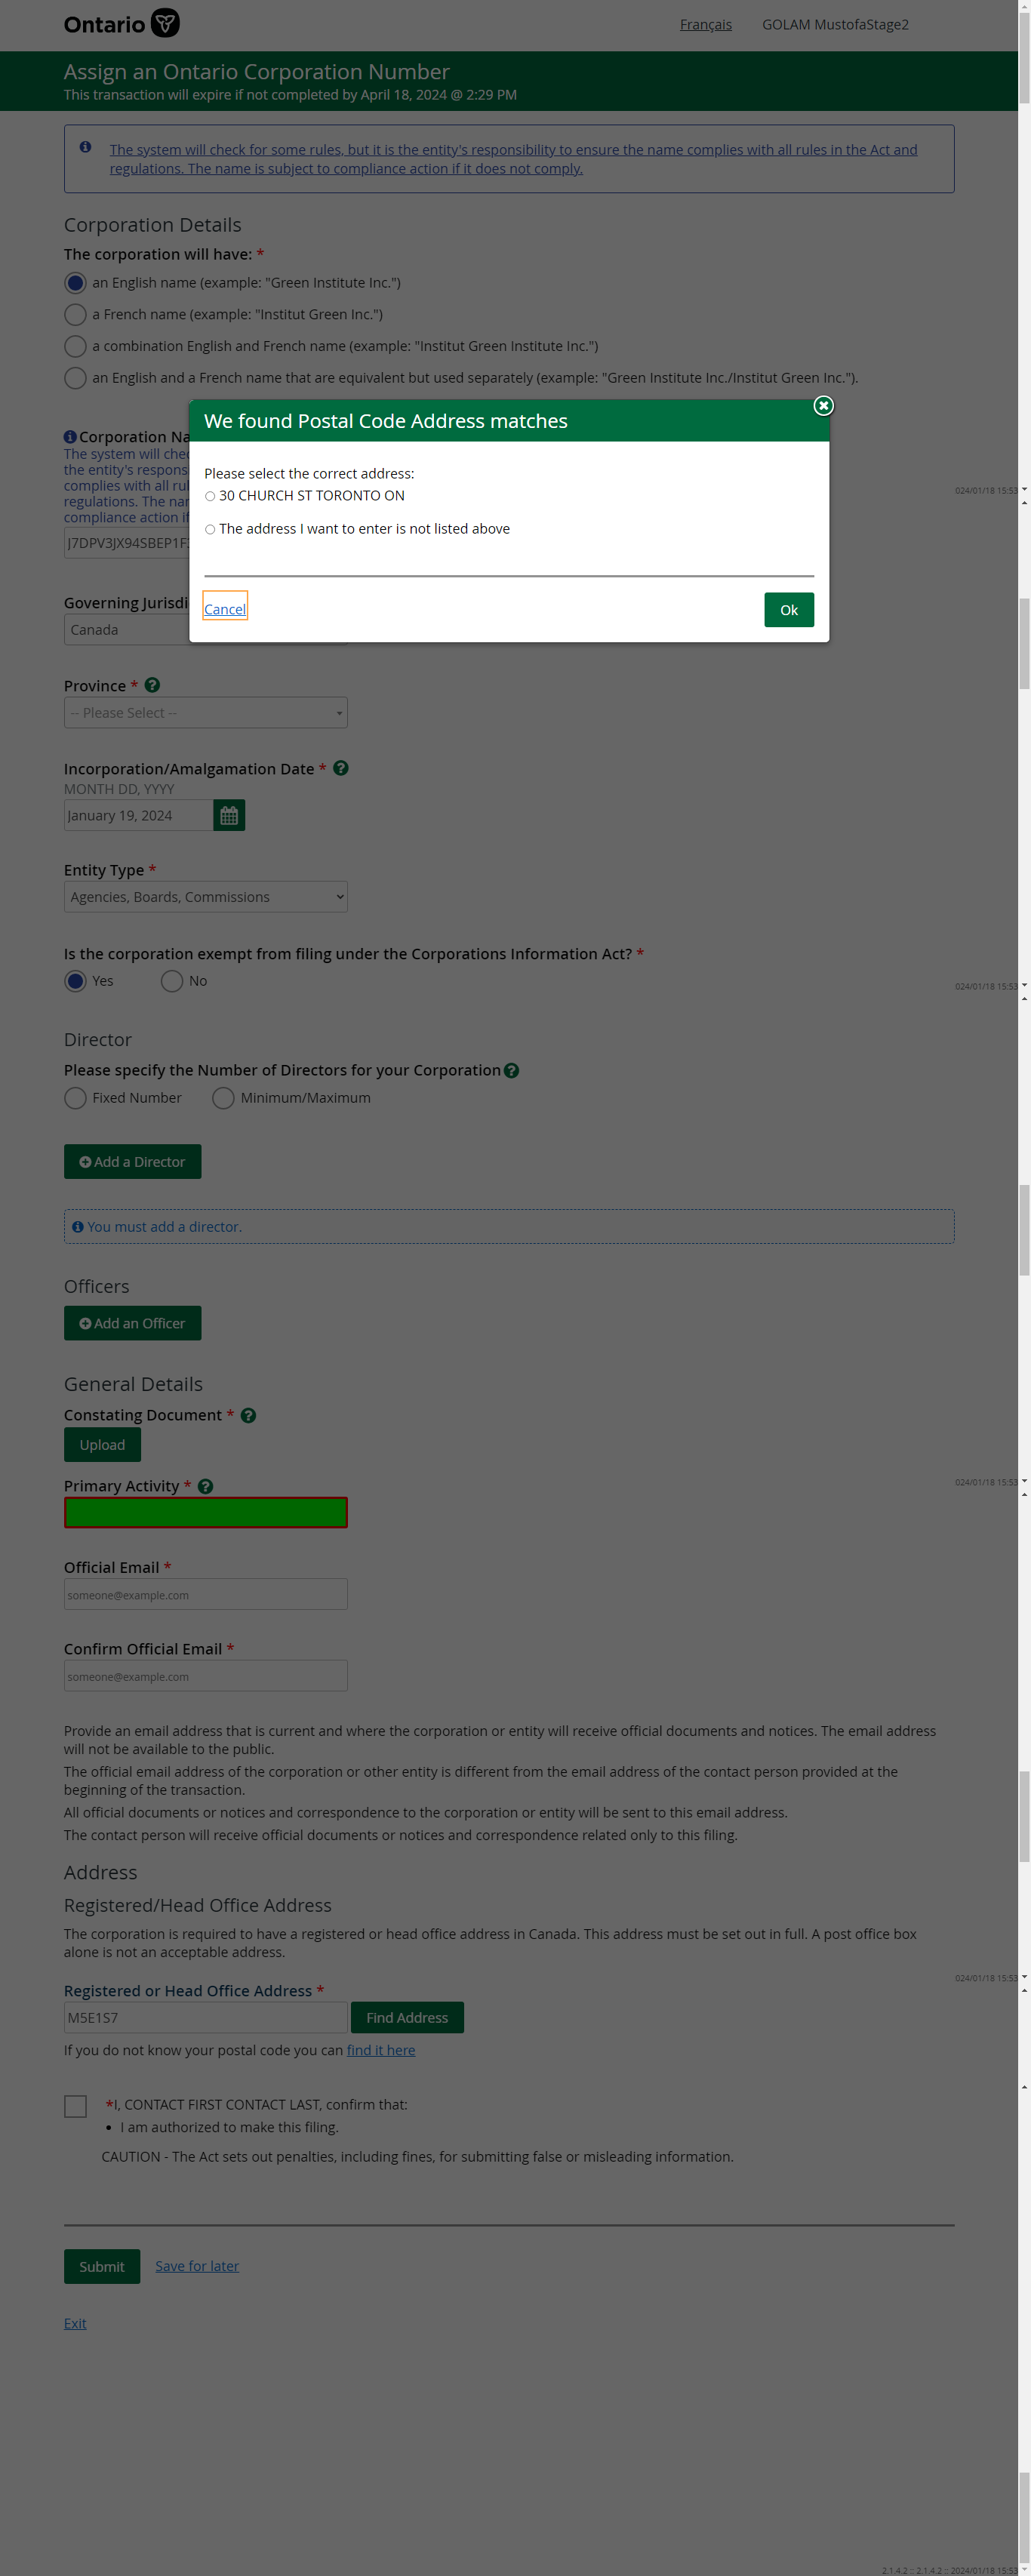 Ontario
Français
GOLAM MustofaStage2
Assign an Ontario Corporation Number
This transaction will expire if not completed by April 18, 2024 @ 2:29 PM
The system will check for some rules, but it is the entity's responsibility to ensure the name complies with all rules in the Act and
regulations. The name is subject to compliance action if it does not comply.
Corporation Details
The corporation will have: *
an English name (example: "Green Institute Inc.")
a French name (example: "Institut Green Inc.")
a combination English and French name (example: "Institut Green Institute Inc.")
an English and a French name that are equivalent but used separately (example: "Green Institute Inc./Institut Green Inc.").
We found Postal Code Address matches
Please select the correct address:
30 CHURCH ST TORONTO ON
The address I want to enter is not listed above
Cancel
Ok
Corporation Na
The system will chec
the entity's respons
complies with all rul
regulations. The nar
compliance action if
J7DPV3JX94SBEP1F
024/01/18 15:53
Governing Jurisdi
Canada
Province *
-- Please Select --
Incorporation/Amalgamation Date *
MONTH DD, YYYY
January 19, 2024
Entity Type *
Agencies, Boards, Commissions
Is the corporation exempt from filing under the Corporations Information Act? *
Yes
No
024/01/18 15:53
Director
Please specify the Number of Directors for your Corporation
Fixed Number
Minimum/Maximum
Add a Director
You must add a director.
Officers
Add an Officer
General Details
Constating Document *
Upload
Primary Activity *
024/01/18 15:53
Official Email *
someone@example.com
Confirm Official Email *
someone@example.com
Provide an email address that is current and where the corporation or entity will receive official documents and notices. The email address
will not be available to the public.
The official email address of the corporation or other entity is different from the email address of the contact person provided at the
beginning of the transaction.
All official documents or notices and correspondence to the corporation or entity will be sent to this email address.
The contact person will receive official documents or notices and correspondence related only to this filing.
Address
Registered/Head Office Address
The corporation is required to have a registered or head office address in Canada. This address must be set out in full. A post office box
alone is not an acceptable address.
024/01/18 15:53
Registered or Head Office Address *
M5E1S7
Find Address
If you do not know your postal code you can find it here
*I, CONTACT FIRST CONTACT LAST, confirm that:
• I am authorized to make this filing.
CAUTION - The Act sets out penalties, including fines, for submitting false or misleading information.
Submit
Save for later
Exit
2.1.4.2 :: 2.1.4.2 :: 2024/01/18 15:53